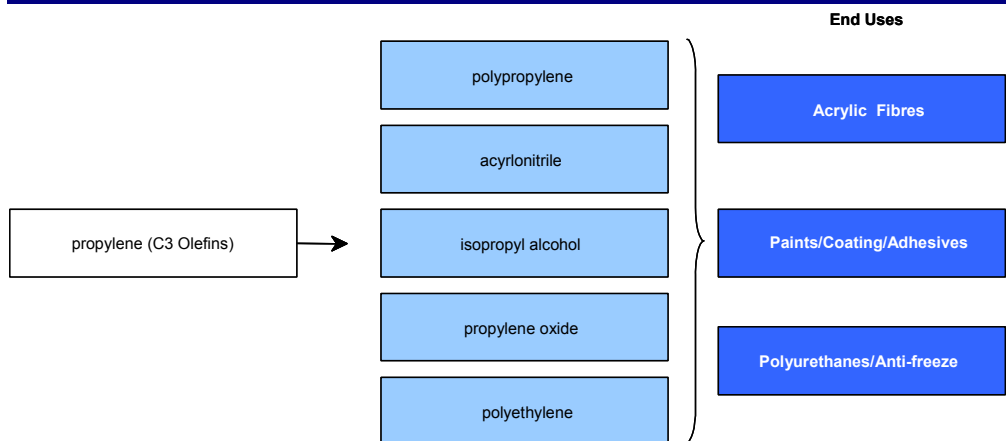 End Uses
polypropylene
Acrylic Fibres
acyrlonitrile
propylene (C3 Olefins)
isopropyl alcohol
Paints/Coating/Adhesives
propylene oxide
Polyurethanes/Anti-freeze
polyethylene